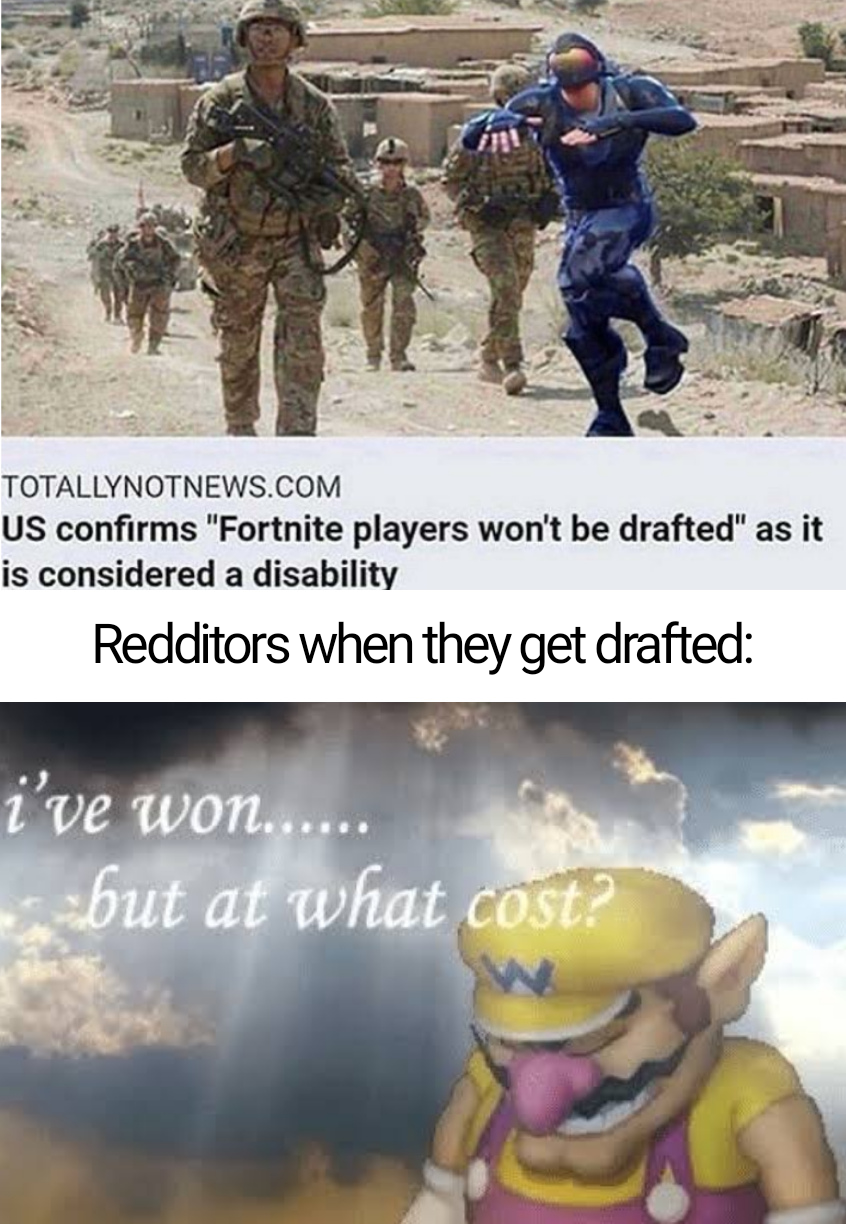 TOTALLYNOTNEWS.COM
US confirms "Fortnite players won't be drafted" as it
is considered a disability
Redditors when they get drafted:
i've won......
but at what cost?
W